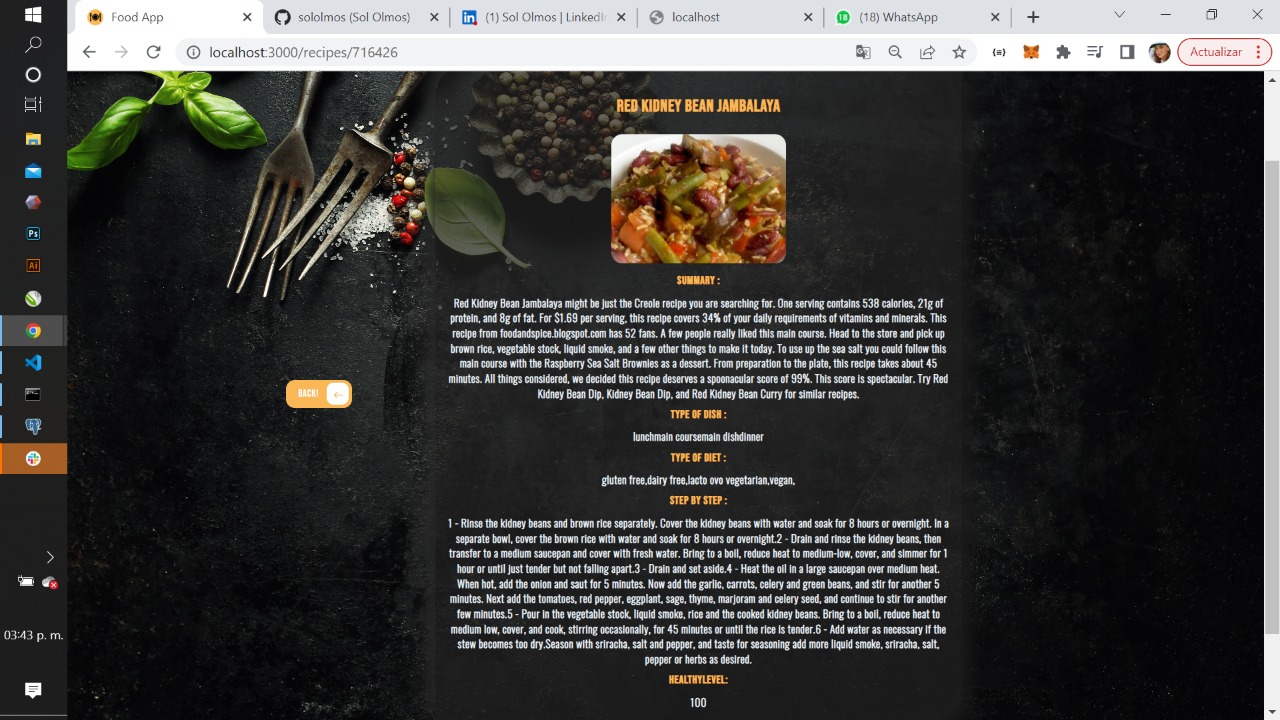 Food App
sololmos (Sol Olmos)
(1) Sol Olmos | LinkedIn
localhost
18
(18) WhatsApp
localhost:3000/recipes/716426
Actualizar
Ps
Ai
RED KIDNEY BEAN JAMBALAYA
SUMMARY :
Red Kidney Bean Jambalaya might be just the Creole recipe you are searching for. One serving contains 538 calories, 21g of
protein, and 8g of fat. For $1.69 per serving, this recipe covers 34% of your daily requirements of vitamins and minerals. This
recipe from foodandspice.blogspot.com has 52 fans. A few people really liked this main course. Head to the store and pick up
brown rice, vegetable stock, liquid smoke, and a few other things to make it today. To use up the sea salt you could follow this
main course with the Raspberry Sea Salt Brownies as a dessert. From preparation to the plate, this recipe takes about 45
minutes. All things considered, we decided this recipe deserves a spoonacular score of 99%. This score is spectacular. Try Red
Kidney Bean Dip, Kidney Bean Dip, and Red Kidney Bean Curry for similar recipes.
BACK!
TYPE OF DISH :
lunchmain coursemain dishdinner
TYPE OF DIET :
gluten free,dairy free,lacto ovo vegetarian,vegan,
STEP BY STEP :
1 - Rinse the kidney beans and brown rice separately. Cover the kidney beans with water and soak for 8 hours or overnight. In a
separate bowl, cover the brown rice with water and soak for 8 hours or overnight.2 - Drain and rinse the kidney beans, then
transfer to a medium saucepan and cover with fresh water. Bring to a boil, reduce heat to medium-low, cover, and simmer for 1
hour or until just tender but not falling apart.3 - Drain and set aside.4 - Heat the oil in a large saucepan over medium heat.
When hot, add the onion and saut for 5 minutes. Now add the garlic, carrots, celery and green beans, and stir for another 5
minutes. Next add the tomatoes, red pepper, eggplant, sage, thyme, marjoram and celery seed, and continue to stir for another
few minutes.5 - Pour in the vegetable stock, liquid smoke, rice and the cooked kidney beans. Bring to a boil, reduce heat to
medium low, cover, and cook, stirring occasionally, for 45 minutes or until the rice is tender.6 - Add water as necessary if the
stew becomes too dry.Season with sriracha, salt and pepper, and taste for seasoning add more liquid smoke, sriracha, salt,
pepper or herbs as desired.
HEALTHYLEVEL:
100
03:43 p. m.